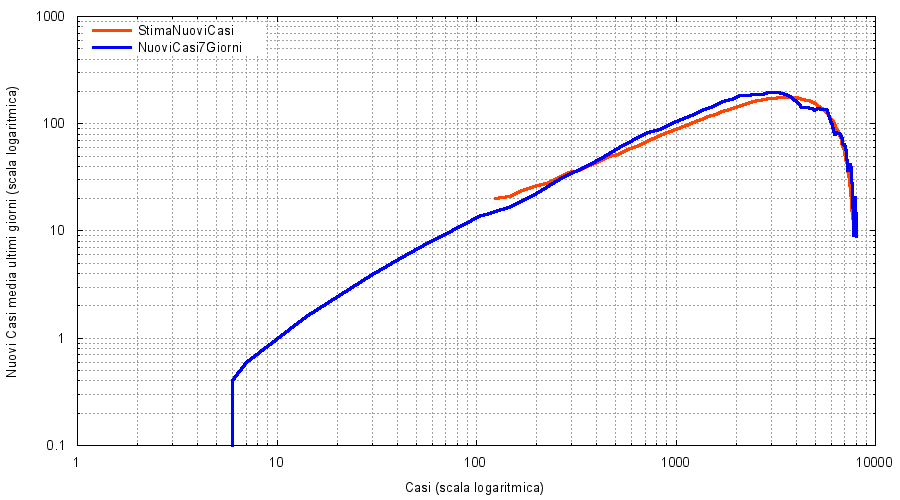 1000
StimaNuoviCasi
NuoviCasi7Giorni
100
10
1
0.1
Nuovi Casi media ultimi giorni (scala logaritmica)
1 10 100 1000 10000
Casi (scala logaritmica)